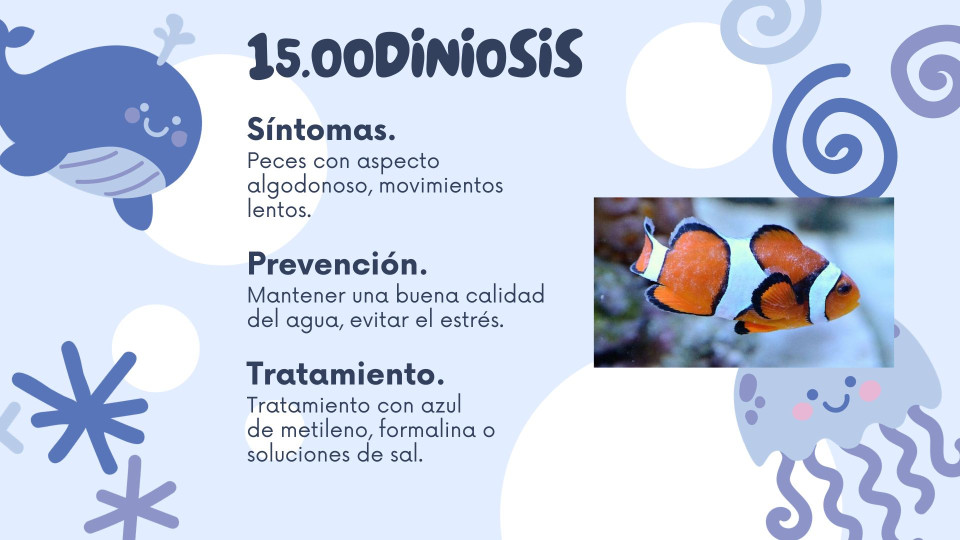 15.OODINIOSIS
Síntomas.
Peces con aspecto
algodonoso, movimientos
lentos.
Prevención.
Mantener una buena calidad
del agua, evitar el estrés.
Tratamiento.
Tratamiento con azul
de metileno, formalina o
soluciones de sal.